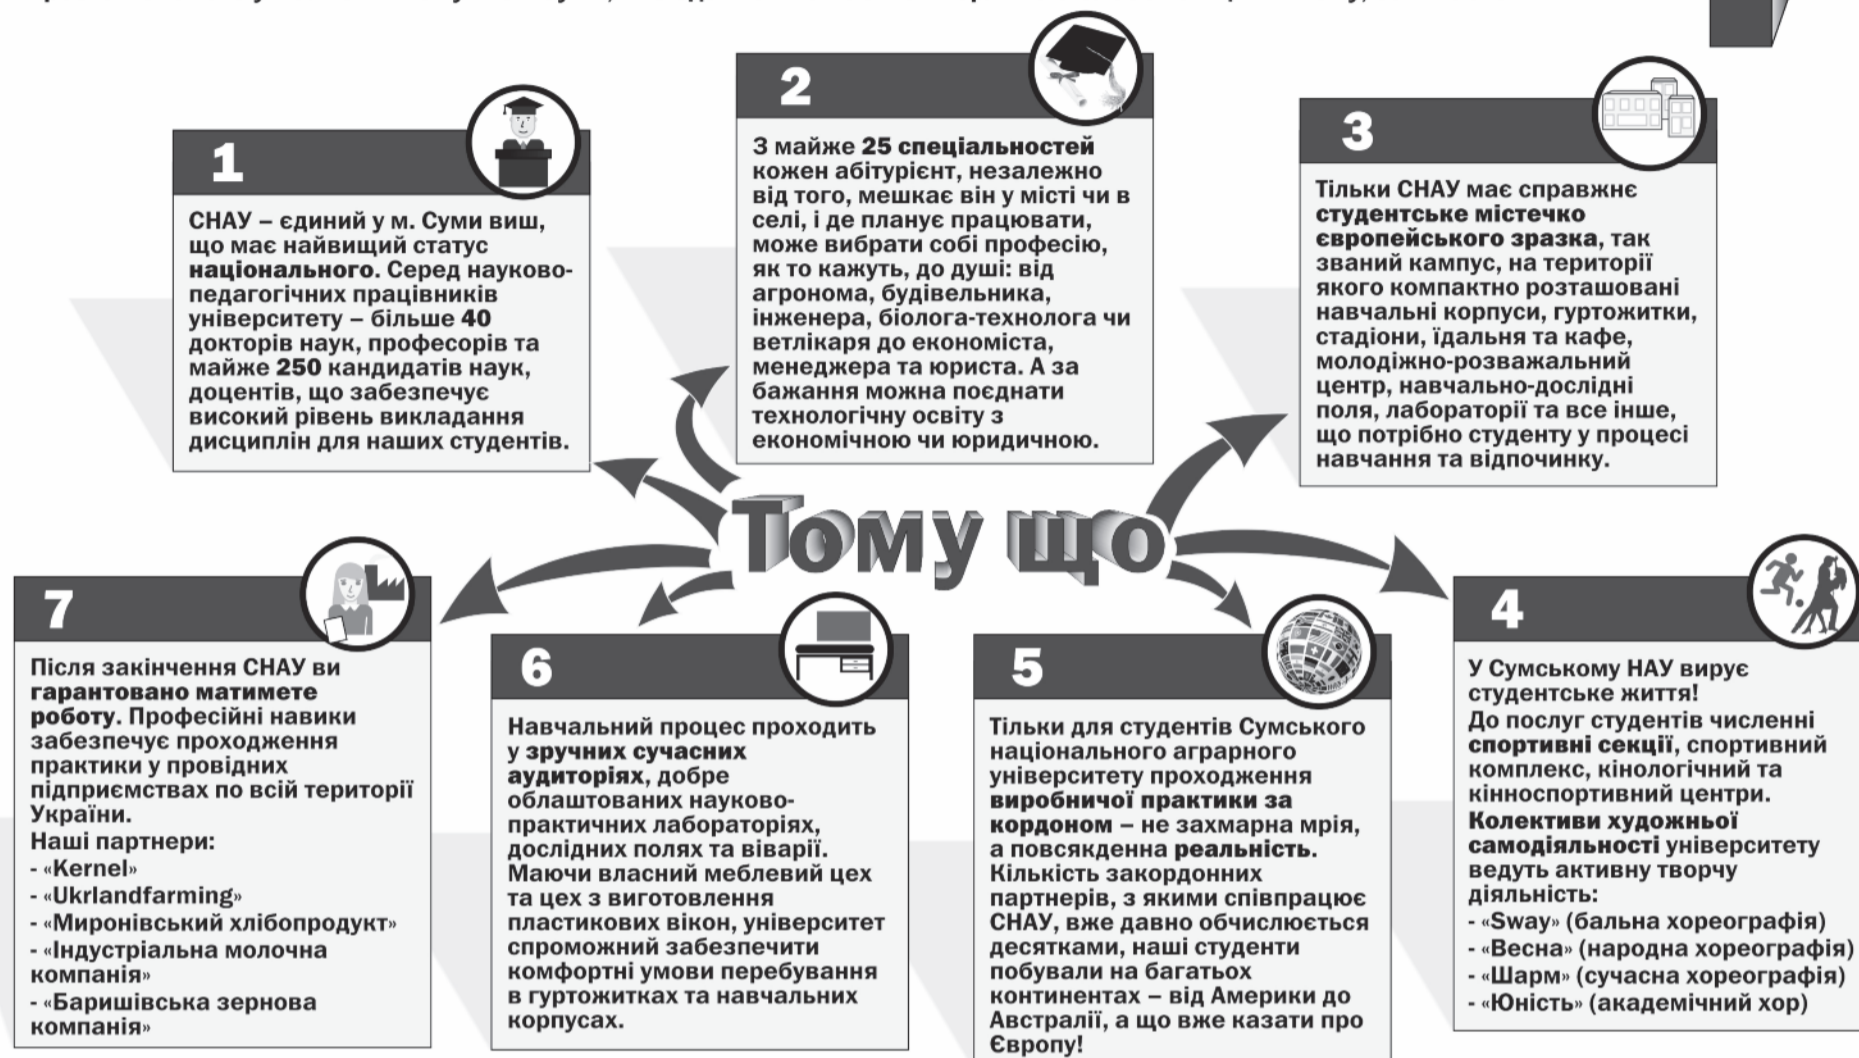 1
СНАУ – єдиний у м. Суми виш,
що має найвищий статус
національного. Серед науково-
педагогічних працівників
університету – більше 40
докторів наук, професорів та
майже 250 кандидатів наук,
доцентів, що забезпечує
високий рівень викладання
дисциплін для наших студентів.
2
З майже 25 спеціальностей
кожен абітурієнт, незалежно
від того, мешкає він у місті чи в
селі, і де планує працювати,
може вибрати собі професію,
як то кажуть, до душі: від
агронома, будівельника,
інженера, біолога-технолога чи
ветлікаря до економіста,
менеджера та юриста. А за
бажання можна поєднати
технологічну освіту з
економічною чи юридичною.
3
Тільки СНАУ має справжнє
студентське містечко
європейського зразка, так
званий кампус, на території
якого компактно розташовані
навчальні корпуси, гуртожитки,
стадіони, їдальня та кафе,
молодіжно-розважальний
центр, навчально-дослідні
поля, лабораторії та все інше,
що потрібно студенту у процесі
навчання та відпочинку.
Тому що
7
Після закінчення СНАУ ви
гарантовано матимете
роботу. Професійні навики
забезпечує проходження
практики у провідних
підприємствах по всій території
України.
Наші партнери:
- «Kernel»
- «Ukrlandfarming»
- «Миронівський хлібопродукт»
- «Індустріальна молочна
компанія»
- «Баришівська зернова
компанія»
6
Навчальний процес проходить
у зручних сучасних
аудиторіях, добре
облаштованих науково-
практичних лабораторіях,
дослідних полях та віварії.
Маючи власний меблевий цех
та цех з виготовлення
пластикових вікон, університет
спроможний забезпечити
комфортні умови перебування
в гуртожитках та навчальних
корпусах.
5
Тільки для студентів Сумського
національного аграрного
університету проходження
виробничої практики за
кордоном – не захмарна мрія,
а повсякденна реальність.
Кількість закордонних
партнерів, з якими співпрацює
СНАУ, вже давно обчислюється
десятками, наші студенти
побували на багатьох
континентах – від Америки до
Австралії, а що вже казати про
Європу!
4
У Сумському НАУ вирує
студентське життя!
До послуг студентів численні
спортивні секції, спортивний
комплекс, кінологічний та
кінноспортивний центри.
Колективи художньої
самодіяльності університету
ведуть активну творчу
діяльність:
- «Sway» (бальна хореографія)
- «Весна» (народна хореографія)
- «Шарм» (сучасна хореографія)
- «Юність» (академічний хор)